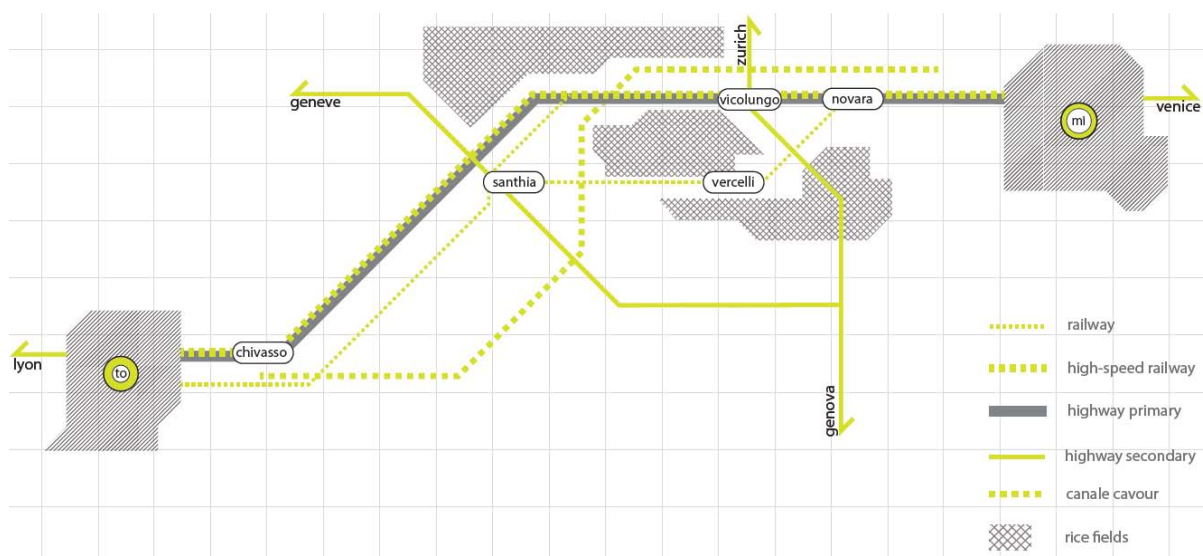 zurich
geneve
vicolungo
novara
venice
mi
santhia
vercelli
chivasso
lyon
to
genova
railway
high-speed railway
highway primary
highway secondary
canale cavour
rice fields